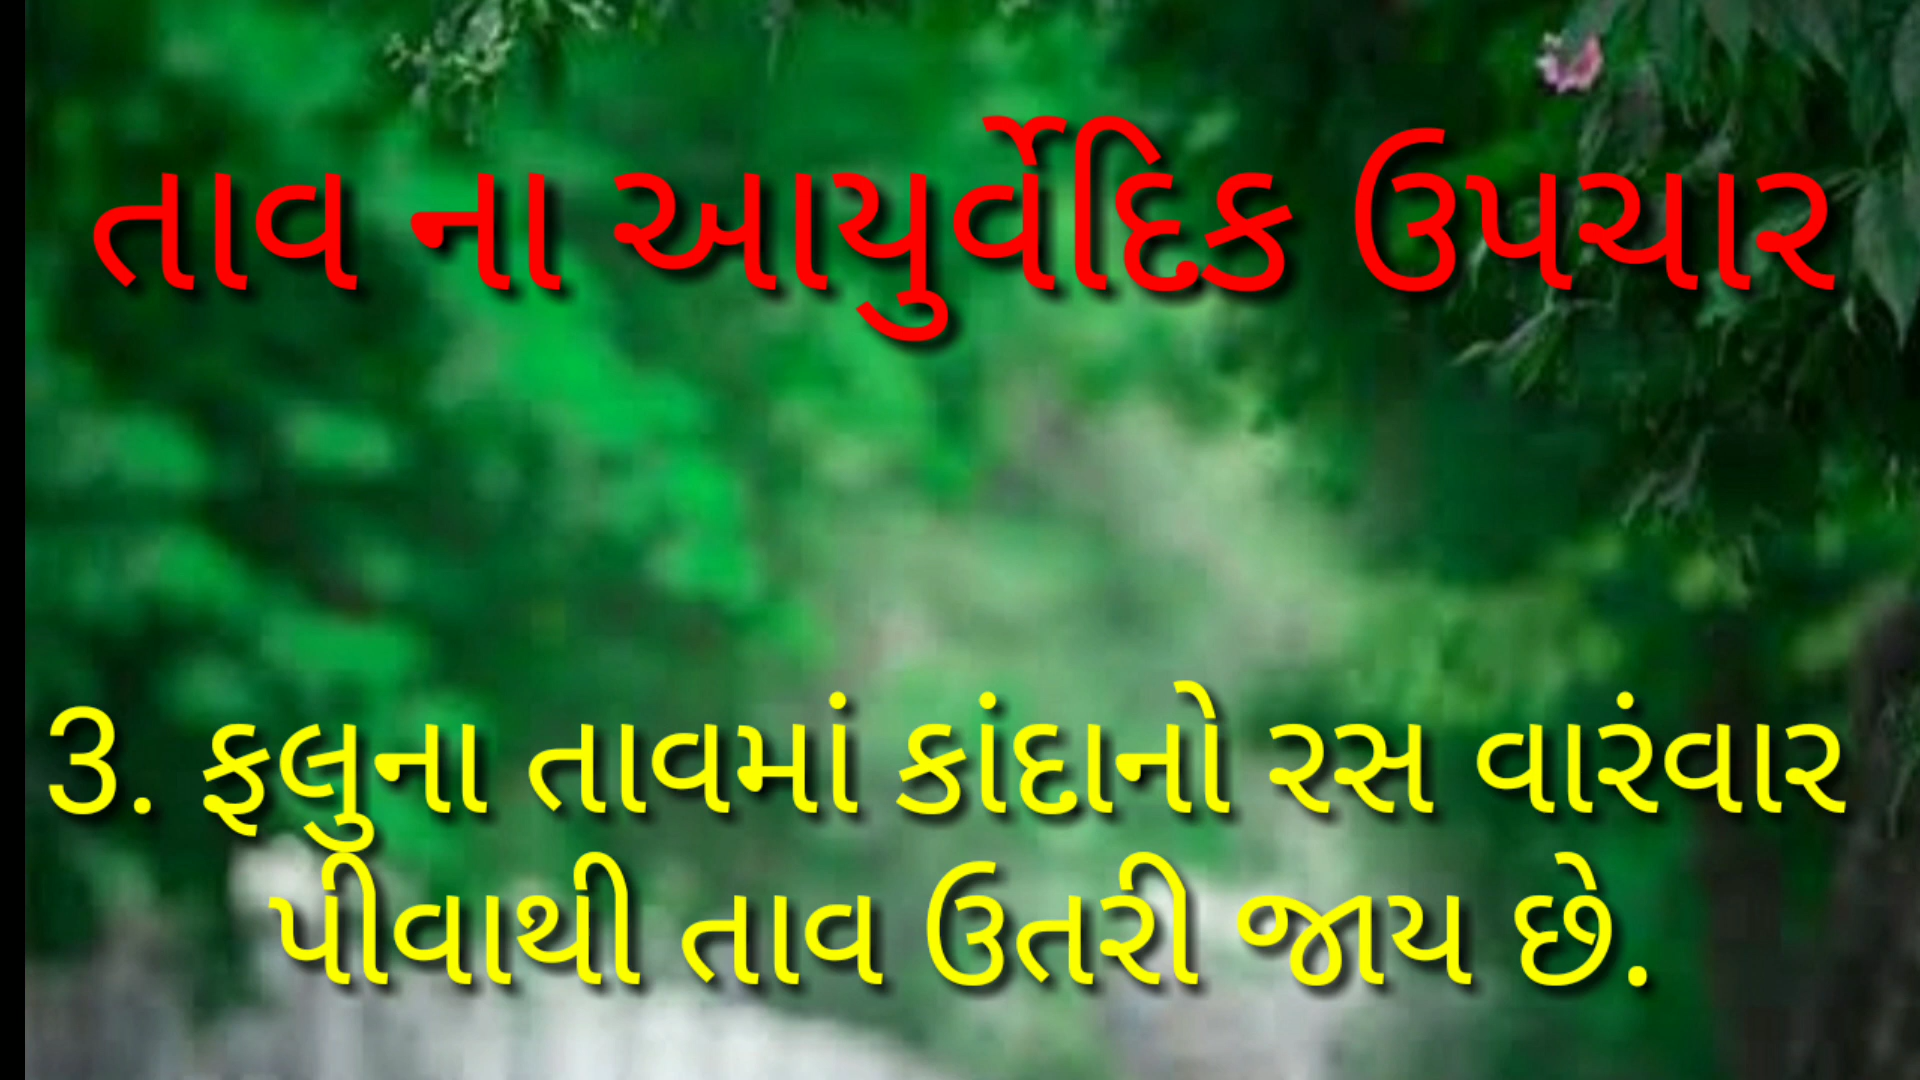 તાવ ના આયુર્વેદિક ઉપચાર
3. ફલુના તાવમાં કાંદાનો રસ વારંવાર
પીવાથી તાવ ઉતરી જાય છે.